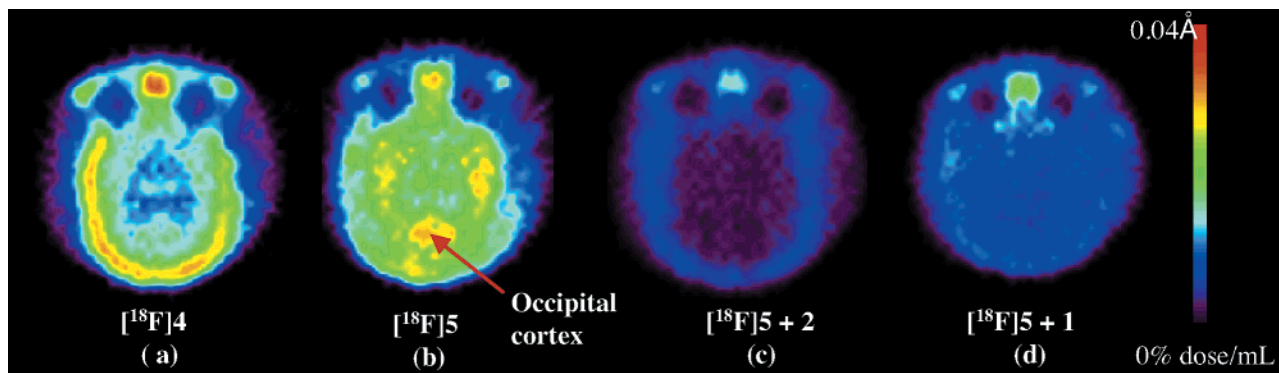 0.04Å
Occipital
cortex
[¹⁸F]4
[¹⁸F]5
[¹⁸F]5 + 2
[¹⁸F]5 + 1
( a)
(b)
(c)
(d)
0% dose/mL